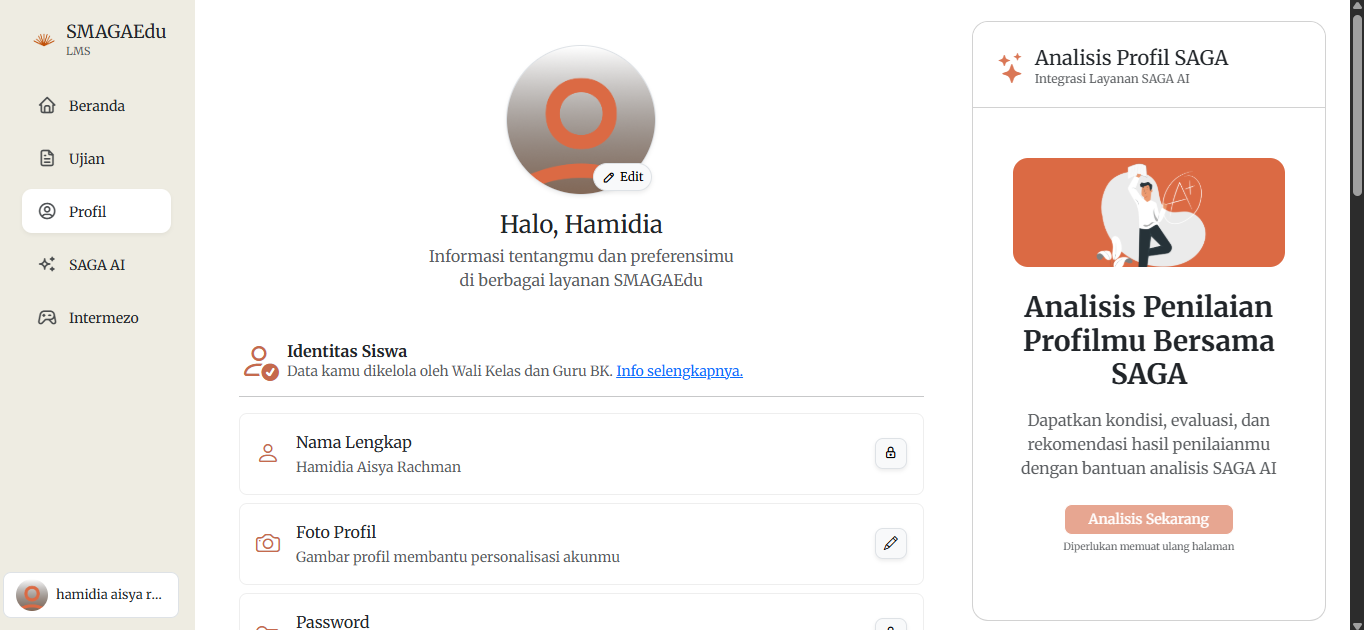 SMAGAEdu
LMS
Beranda
Ujian
Profil
SAGA AI
Intermezo
hamidia aisya r...
Edit
Halo, Hamidia
Informasi tentangmu dan preferensimu
di berbagai layanan SMAGAEdu
Identitas Siswa
Data kamu dikelola oleh Wali Kelas dan Guru BK. Info selengkapnya.
Nama Lengkap
Hamidia Aisya Rachman
Foto Profil
Gambar profil membantu personalisasi akunmu
Password
Analisis Profil SAGA
Integrasi Layanan SAGA AI
A+
Analisis Penilaian
Profilmu Bersama
SAGA
Dapatkan kondisi, evaluasi, dan
rekomendasi hasil penilaianmu
dengan bantuan analisis SAGA AI
Analisis Sekarang
Diperlukan memuat ulang halaman